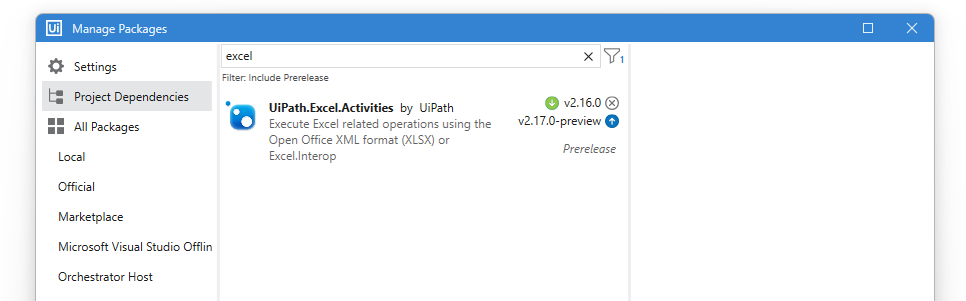 Ui Manage Packages
Settings
Project Dependencies
All Packages
Local
Official
Marketplace
Microsoft Visual Studio Offlin
Orchestrator Host
excel
1
Filter: Include Prerelease
UiPath.Excel.Activities by UiPath
Execute Excel related operations using the
Open Office XML format (XLSX) or
Excel.Interop
v2.16.0
v2.17.0-preview
Prerelease